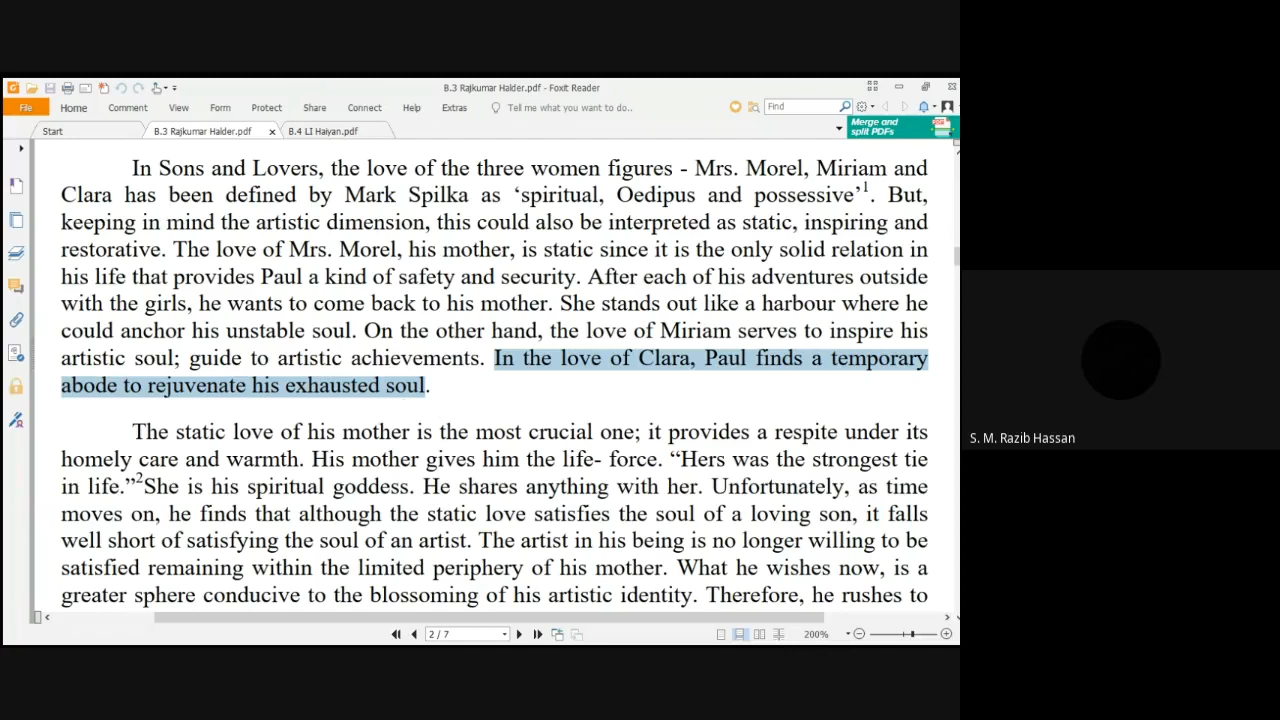 B.3 Rajkumar Halder.pdf - Foxit Reader
File Home Comment View Form Protect Share Connect Help Extras Tell me what you want to do.. Find
Start B.3 Rajkumar Halder.pdf × B.4 LI Haiyan.pdf
Merge and
split PDFs
In Sons and Lovers, the love of the three women figures - Mrs. Morel, Miriam and
Clara has been defined by Mark Spilka as ‘spiritual, Oedipus and possessive’1. But,
keeping in mind the artistic dimension, this could also be interpreted as static, inspiring and
restorative. The love of Mrs. Morel, his mother, is static since it is the only solid relation in
his life that provides Paul a kind of safety and security. After each of his adventures outside
with the girls, he wants to come back to his mother. She stands out like a harbour where he
could anchor his unstable soul. On the other hand, the love of Miriam serves to inspire his
artistic soul; guide to artistic achievements. In the love of Clara, Paul finds a temporary
abode to rejuvenate his exhausted soul.
The static love of his mother is the most crucial one; it provides a respite under its
homely care and warmth. His mother gives him the life- force. “Hers was the strongest tie
in life.”2She is his spiritual goddess. He shares anything with her. Unfortunately, as time
moves on, he finds that although the static love satisfies the soul of a loving son, it falls
well short of satisfying the soul of an artist. The artist in his being is no longer willing to be
satisfied remaining within the limited periphery of his mother. What he wishes now, is a
greater sphere conducive to the blossoming of his artistic identity. Therefore, he rushes to
2 / 7
200%
S. M. Razib Hassan